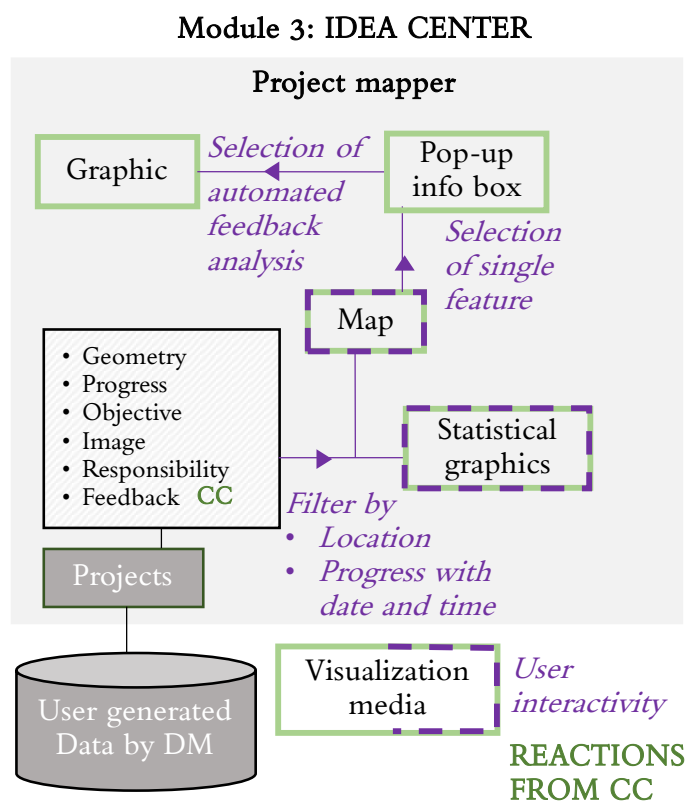 Module 3: IDEA CENTER
Project mapper
Graphic
Selection of
automated
feedback
analysis
Pop-up
info box
Selection
of single
feature
Map
• Geometry
• Progress
• Objective
• Image
• Responsibility
• Feedback CC
Statistical
graphics
Filter by
• Location
• Progress with
date and time
Projects
User generated
Data by DM
Visualization
media
User
interactivity
REACTIONS
FROM CC